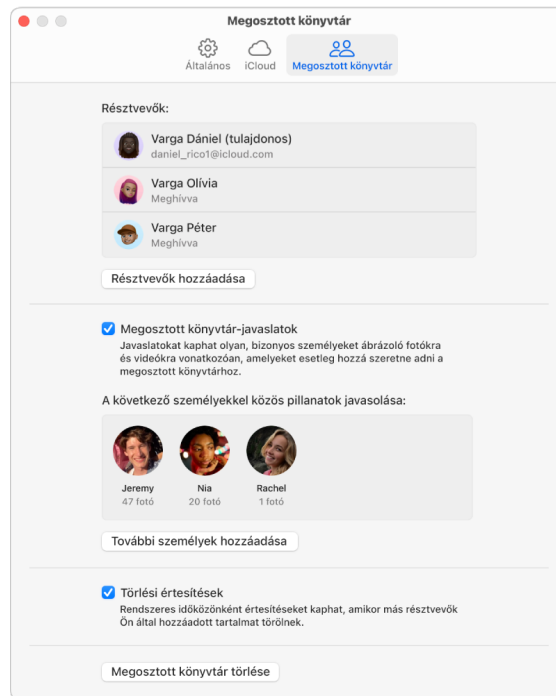 Megosztott könyvtár
Általános iCloud Megosztott könyvtár
Résztvevők:
Varga Dániel (tulajdonos)
daniel_rico1@icloud.com
Varga Olívia
Meghívva
Varga Péter
Meghívva
Résztvevők hozzáadása
Megosztott könyvtár-javaslatok
Javaslatokat kaphat olyan, bizonyos személyeket ábrázoló fotókra
és videókra vonatkozóan, amelyeket esetleg hozzá szeretne adni a
megosztott könyvtárhoz.
A következő személyekkel közös pillanatok javasolása:
Jeremy Nia Rachel
47 fotó 20 fotó 1 fotó
További személyek hozzáadása
Törlési értesítések
Rendszeres időközönként értesítéseket kaphat, amikor más résztvevők
Ön által hozzáadott tartalmat törölnek.
Megosztott könyvtár törlése